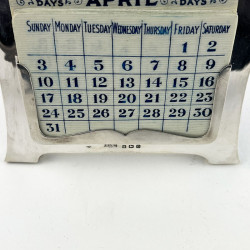 DAYS APRIL DAYS
SUNDAY MONDAY TUESDAY WEDNESDAY THURSDAY FRIDAY SATURDAY
1 2
3 4 5 6 7 8 9
10 11 12 13 14 15 16
17 18 19 20 21 22 23
24 25 26 27 28 29 30
31